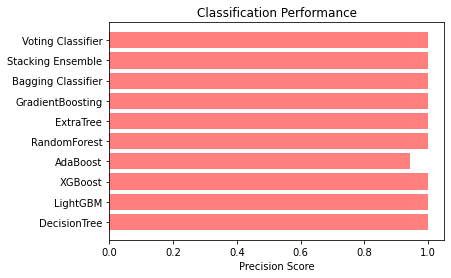 Classification Performance
Voting Classifier
Stacking Ensemble
Bagging Classifier
GradientBoosting
ExtraTree
RandomForest
AdaBoost
XGBoost
LightGBM
DecisionTree
0.0 0.2 0.4 0.6 0.8 1.0
Precision Score